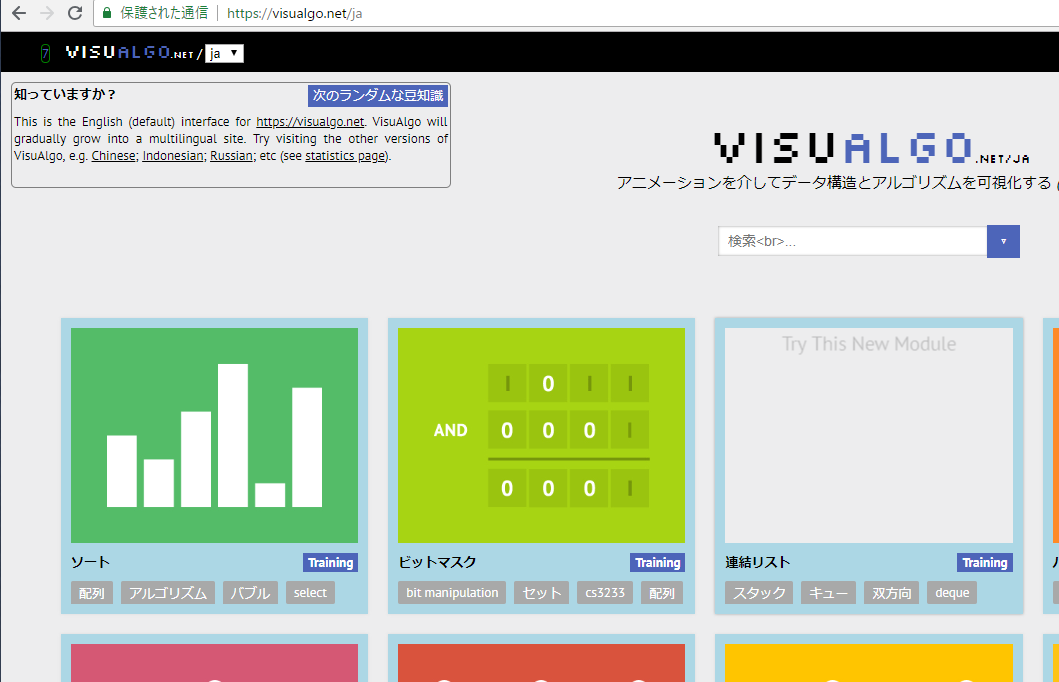 保護された通信 | https://visualgo.net/ja
7 VISUALGO.NET/ ja
知っていますか？ 次のランダムな豆知識
This is the English (default) interface for https://visualgo.net. VisuAlgo will
gradually grow into a multilingual site. Try visiting the other versions of
VisuAlgo, e.g. Chinese; Indonesian; Russian; etc (see statistics page).
VISUALGO.NET/JA
アニメーションを介してデータ構造とアルゴリズムを可視化する
検索<br>...
Try This New Module
1 0 1 1
AND 0 0 0 1
0 0 0 1
ソート Training
配列 アルゴリズム バブル select
ビットマスク Training
bit manipulation セット cs3233 配列
連結リスト Training
スタック キュー 双方向 deque